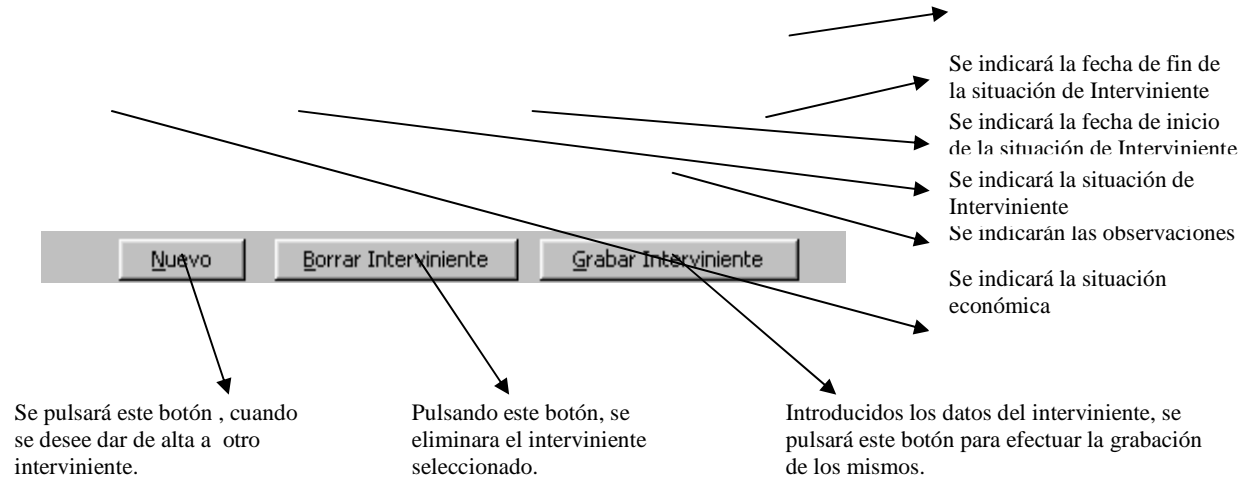 Se indicará la fecha de fin de
la situación de Interviniente
Se indicará la fecha de inicio
de la situación de Interviniente
Se indicará la situación de
Interviniente
Se indicarán las observaciones
Se indicará la situación
económica
Nuevo
Borrar Interviniente
Grabar Interviniente
Se pulsará este botón , cuando
se desee dar de alta a otro
interviniente.
Pulsando este botón, se
eliminara el interviniente
seleccionado.
Introducidos los datos del interviniente, se
pulsará este botón para efectuar la grabación
de los mismos.